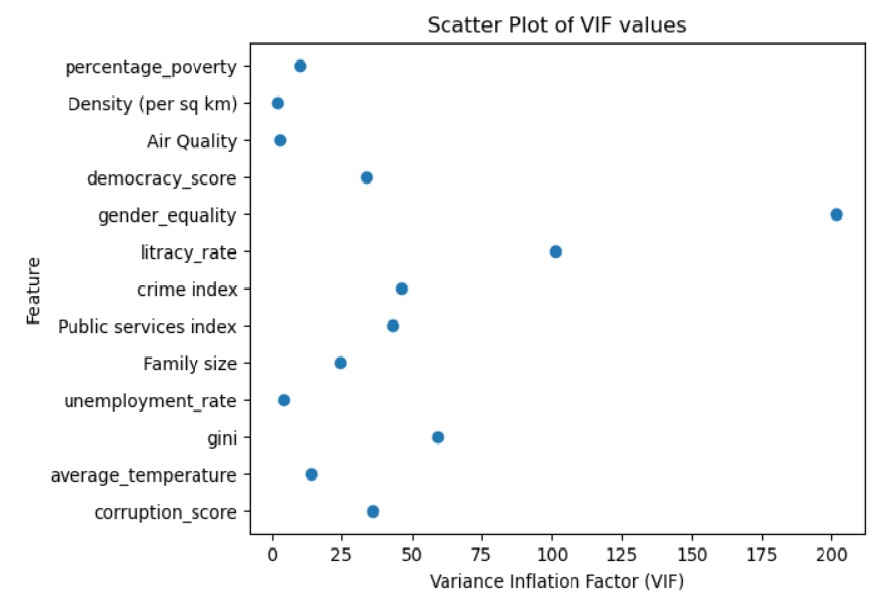 Scatter Plot of VIF values
percentage_poverty
Density (per sq km)
Air Quality
democracy_score
gender_equality
litracy_rate
crime index
Public services index
Family size
unemployment_rate
gini
average_temperature
corruption_score
Feature
0 25 50 75 100 125 150 175 200
Variance Inflation Factor (VIF)